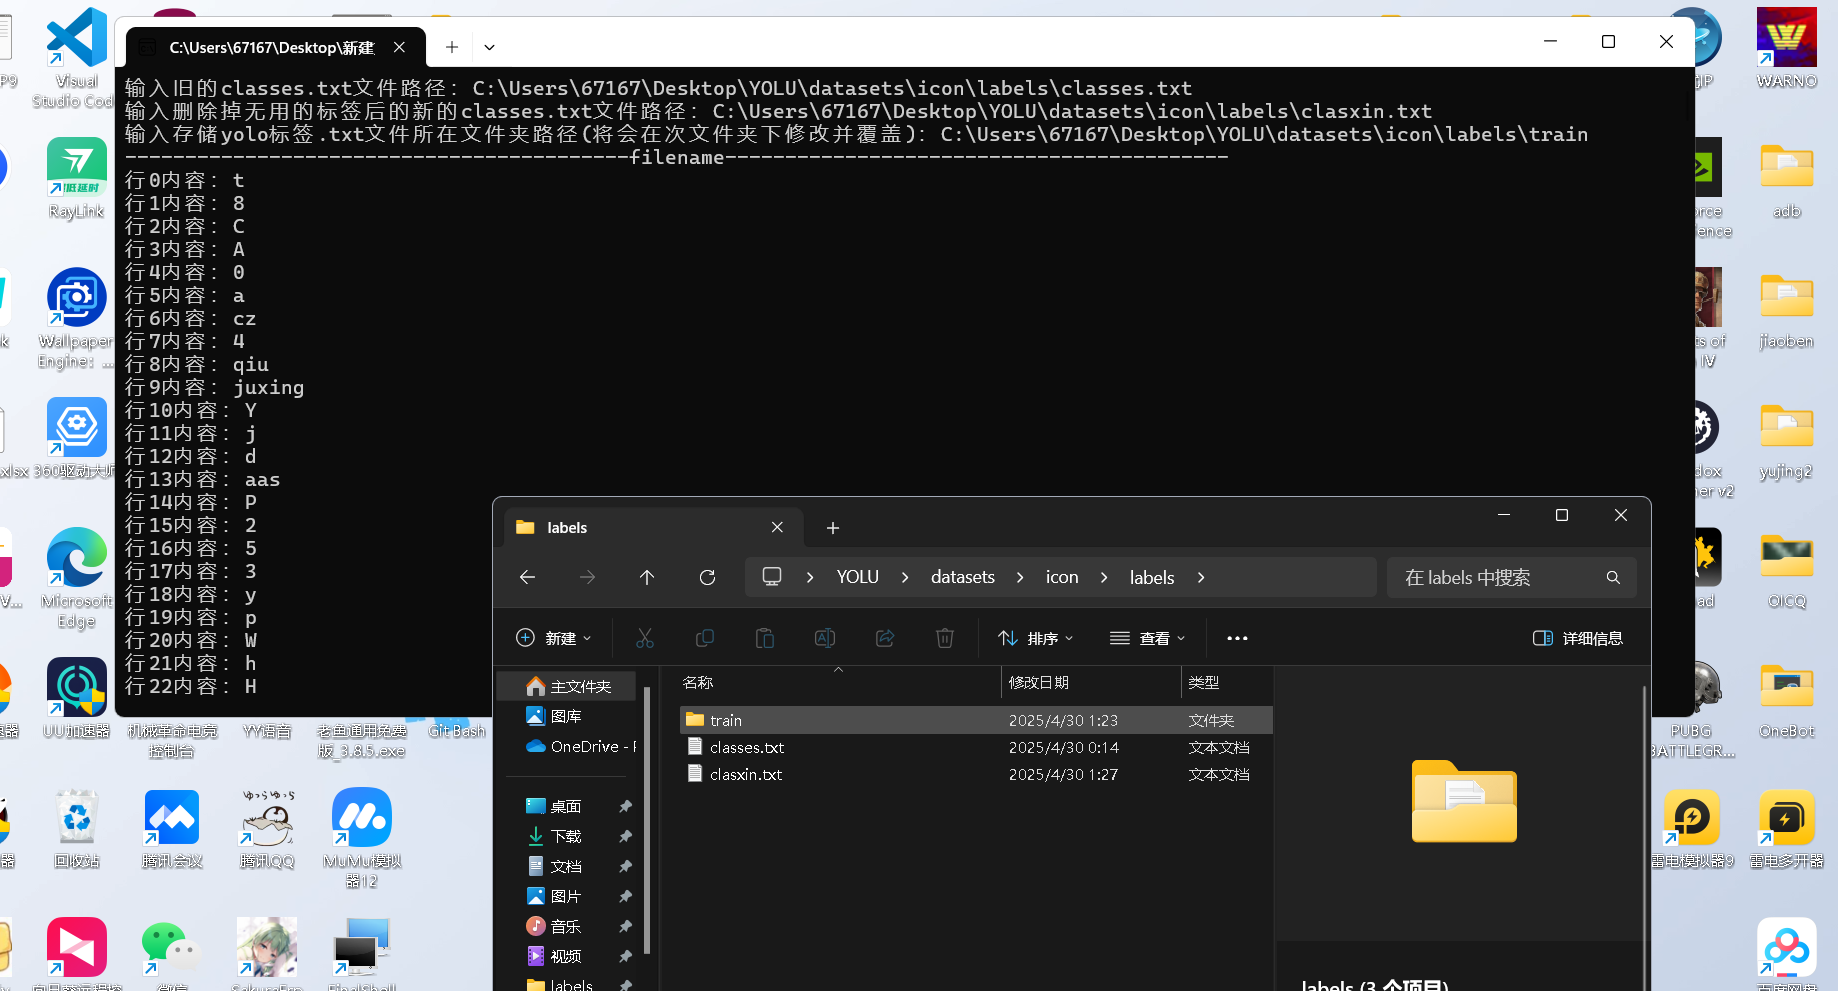 C:\Users\67167\Desktop\新建
输入旧的classes.txt文件路径: C:\Users\67167\Desktop\YOLU\datasets\icon\labels\classes.txt
输入删除掉无用的标签后的新的classes.txt文件路径: C:\Users\67167\Desktop\YOLU\datasets\icon\labels\clasxin.txt
输入存储yolo标签.txt文件所在文件夹路径(将会在次文件夹下修改并覆盖): C:\Users\67167\Desktop\YOLU\datasets\icon\labels\train
------------------------------------------filename------------------------------------------
行0内容: t
行1内容: 8
行2内容: C
行3内容: A
行4内容: 0
行5内容: a
行6内容: cz
行7内容: 4
行8内容: qiu
行9内容: juxing
行10内容: Y
行11内容: j
行12内容: d
行13内容: aas
行14内容: P
行15内容: 2
行16内容: 5
行17内容: 3
行18内容: y
行19内容: p
行20内容: W
行21内容: h
行22内容: H
labels
YOLU > datasets > icon > labels >
在 labels 中搜索
新建
排序
查看
详细信息
主文件夹
图库
OneDrive -
桌面
下载
文档
图片
音乐
视频
labels
名称 修改日期 类型
train 2025/4/30 1:23 文件夹
classes.txt 2025/4/30 0:14 文本文档
clasxin.txt 2025/4/30 1:27 文本文档
labels (3 个项目)
Visual
Studio Code
RayLink
Wallpaper
Engine: ...
360驱动大师
Microsoft
Edge
UU加速器
机械革命电竞
控制台
YY语音
老鱼通用免费
版_3.8.5.exe
Git Bash
回收站
腾讯会议
ゆっらゆっら
腾讯QQ
MuMu模拟
器12
微信
WARNO
adb
jiaoben
yujing2
OICQ
OneBot
PUBG
BATTLEGR...
雷电模拟器9
雷电多开器